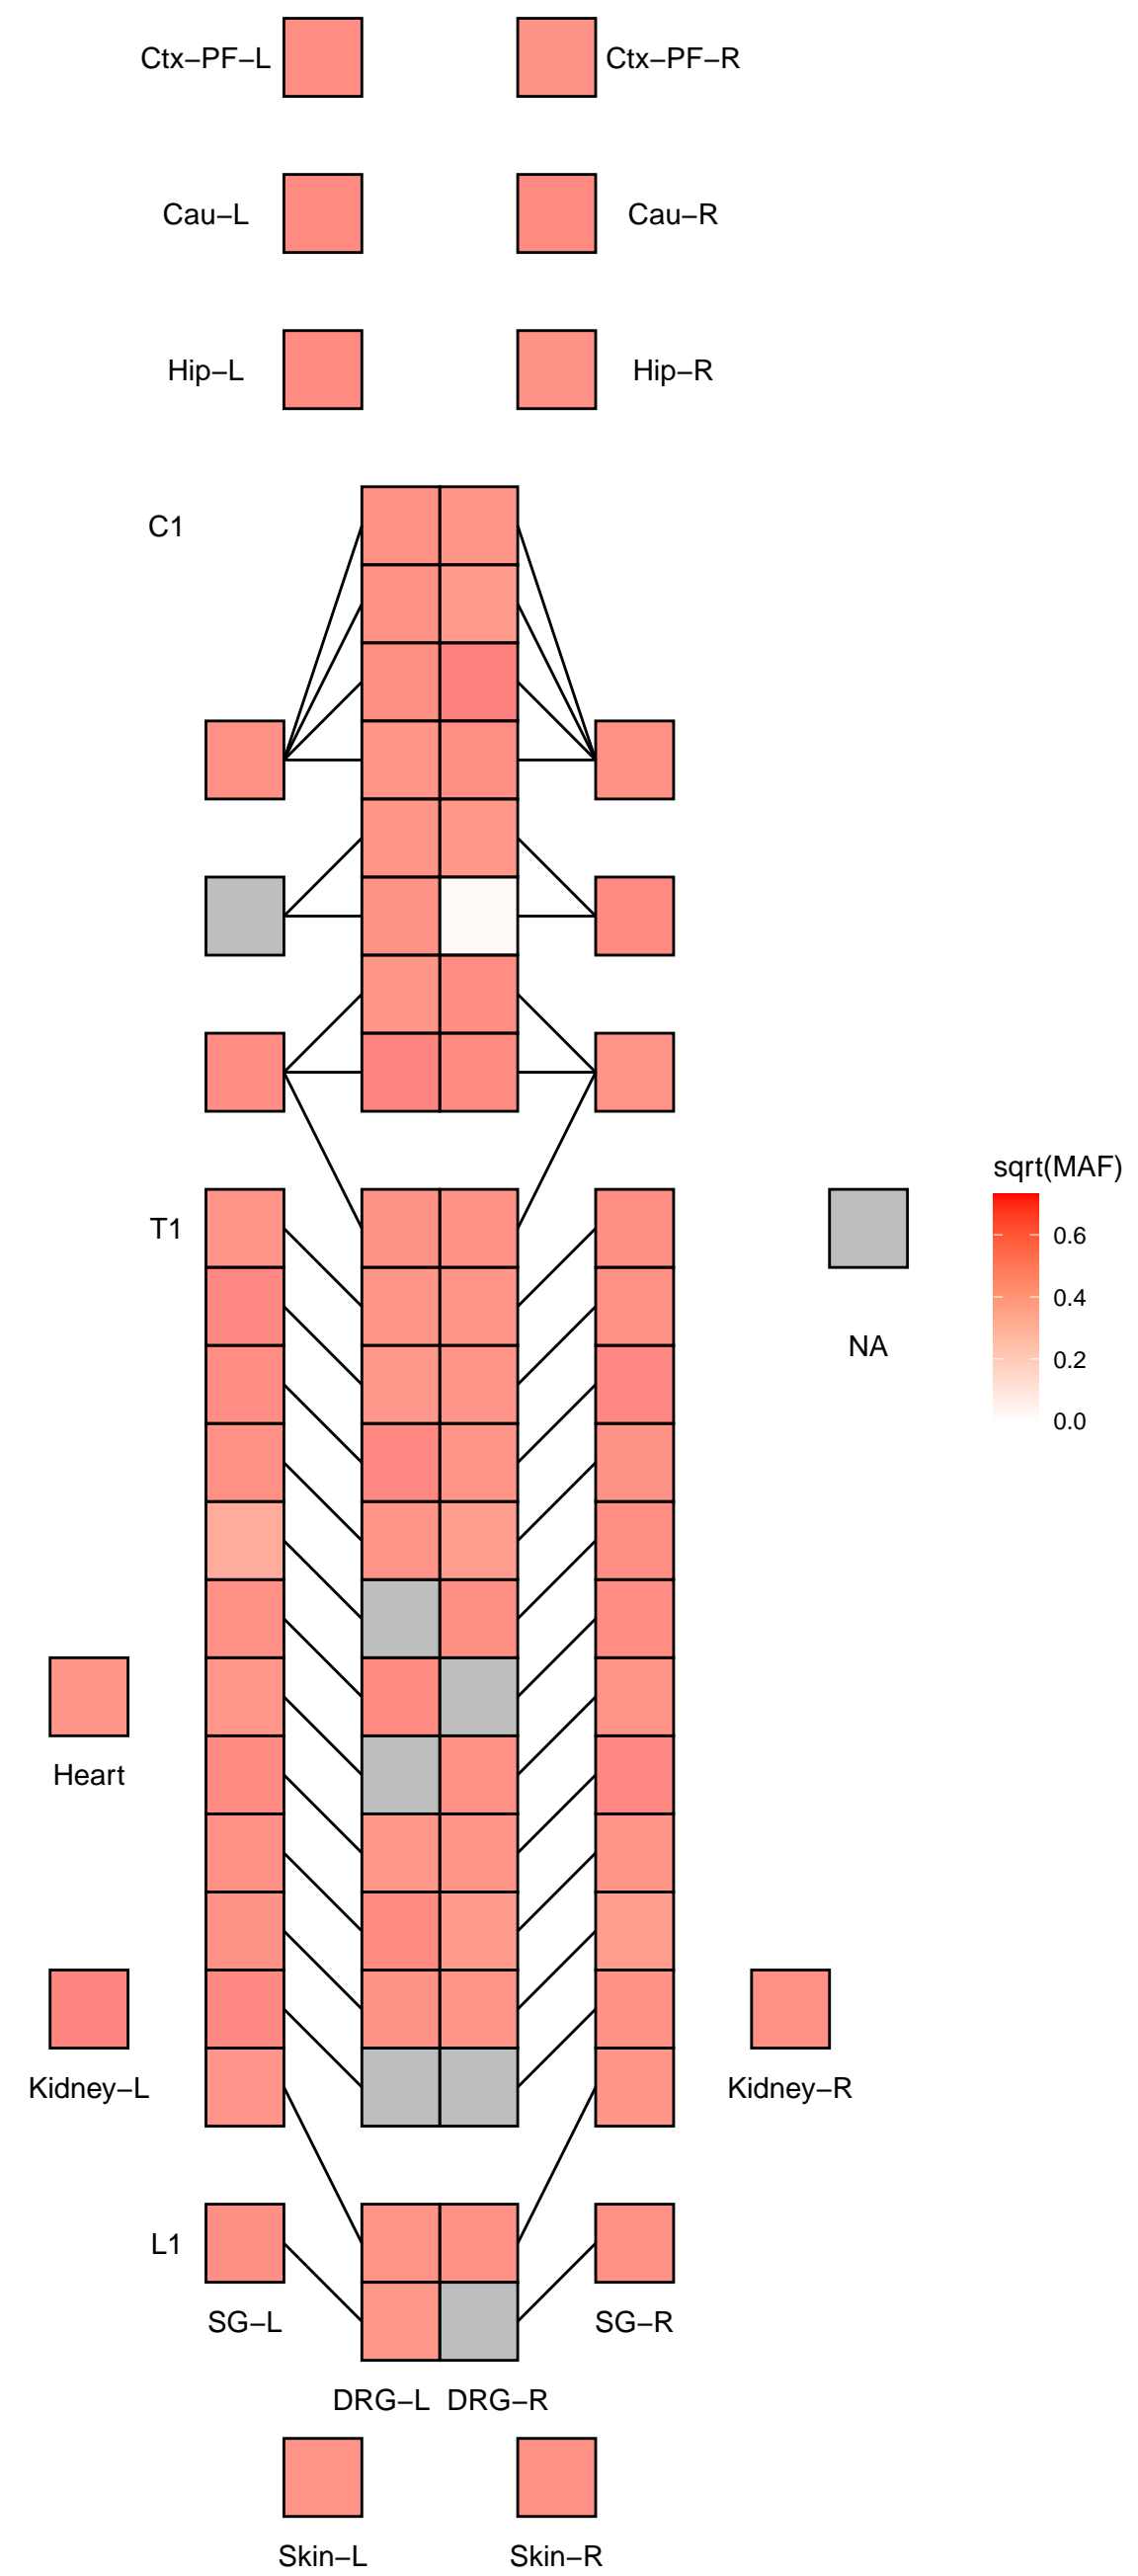 Ctx−PF−L
Ctx−PF−R
Cau−L
Cau−R
Hip−L
Hip−R
C1
sqrt(MAF)
T1
0.6
0.4
NA
0.2
0.0
Heart
Kidney−L
Kidney−R
L1
SG−L
SG−R
DRG−L
DRG−R
Skin−L
Skin−R